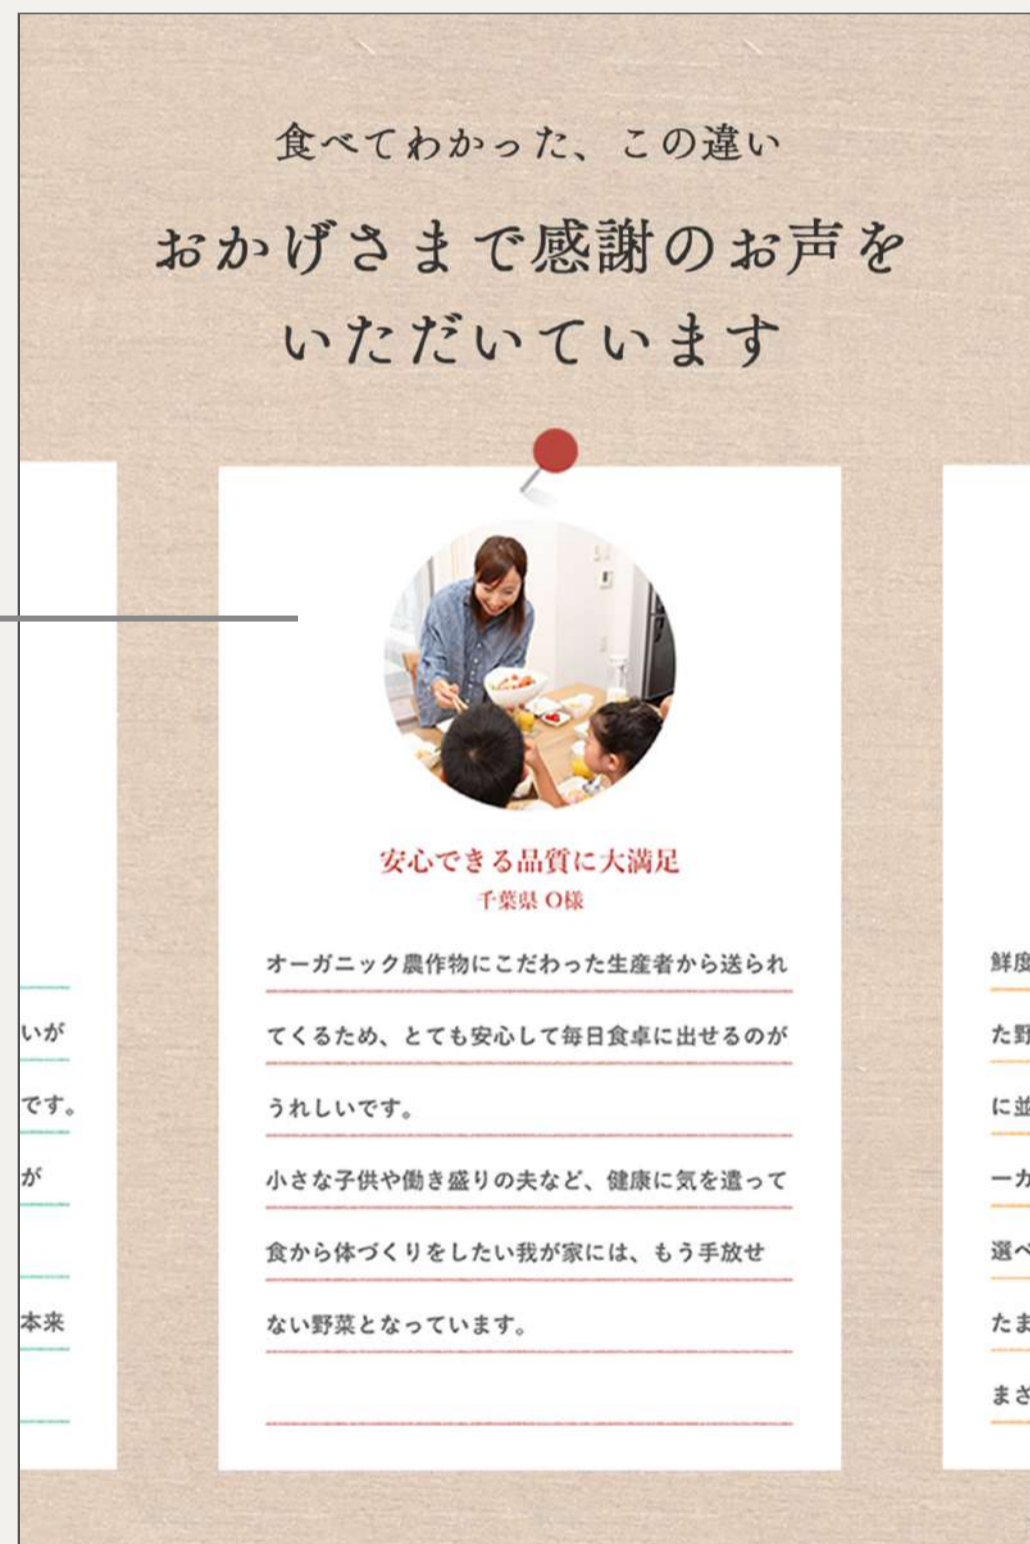 食べてわかった、この違い
おかげさまで感謝のお声を
いただいています
いが
です。
が
本来
安心できる品質に大満足
千葉県 O様
オーガニック農作物にこだわった生産者から送られ
てくるため、とても安心して毎日食卓に出せるのが
うれしいです。
小さな子供や働き盛りの夫など、健康に気を遣って
食から体づくりをしたい我が家には、もう手放せ
ない野菜となっています。
鮮度
た野
に並
ーカ
選べ
たま
まざ